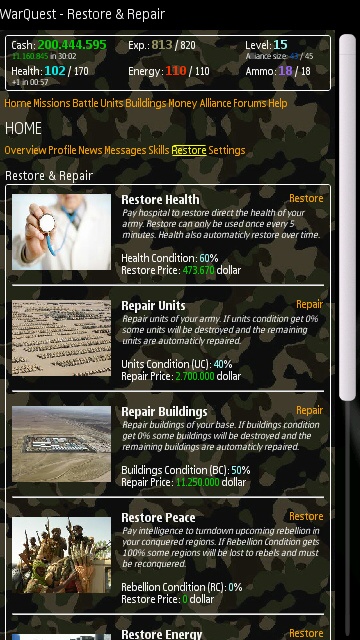 WarQuest - Restore & Repair
Cash: 200.444.595 Exp.: 813 / 820 Level: 15
11.160.845 in 30:02 Alliance size: / 45
Health: 102 / 170 Energy: 110 / 110 Ammo: 18 / 18
+1 in 00:57
Home Missions Battle Units Buildings Money Alliance Forums Help
HOME
Overview Profile News Messages Skills Restore Settings
Restore & Repair
Restore Health Restore
Pay hospital to restore direct the health of your
army. Restore can only be used once every 5
minutes. Health also automaticly restore over time.
Health Condition: 60%
Restore Price: 473.670 dollar
Repair Units Repair
Repair units of your army. If units condition get 0%
some units will be destroyed and the remaining
units are automaticly repaired.
Units Condition (UC): 40%
Repair Price: 2.700.000 dollar
Repair Buildings Repair
Repair buildings of your base. If buildings condition
get 0% some buildings will be destroyed and the
remaining buildings are automaticly repaired.
Buildings Condition (BC): 50%
Repair Price: 11.250.000 dollar
Restore Peace Restore
Pay intelligence to turndown upcoming rebellion in
your conquered regions. If Rebellion Condition gets
100% some regions will be lost to rebels and must
be reconquered.
Rebellion Condition (RC): 0%
Restore Price: 0 dollar
Restore Energy Restore